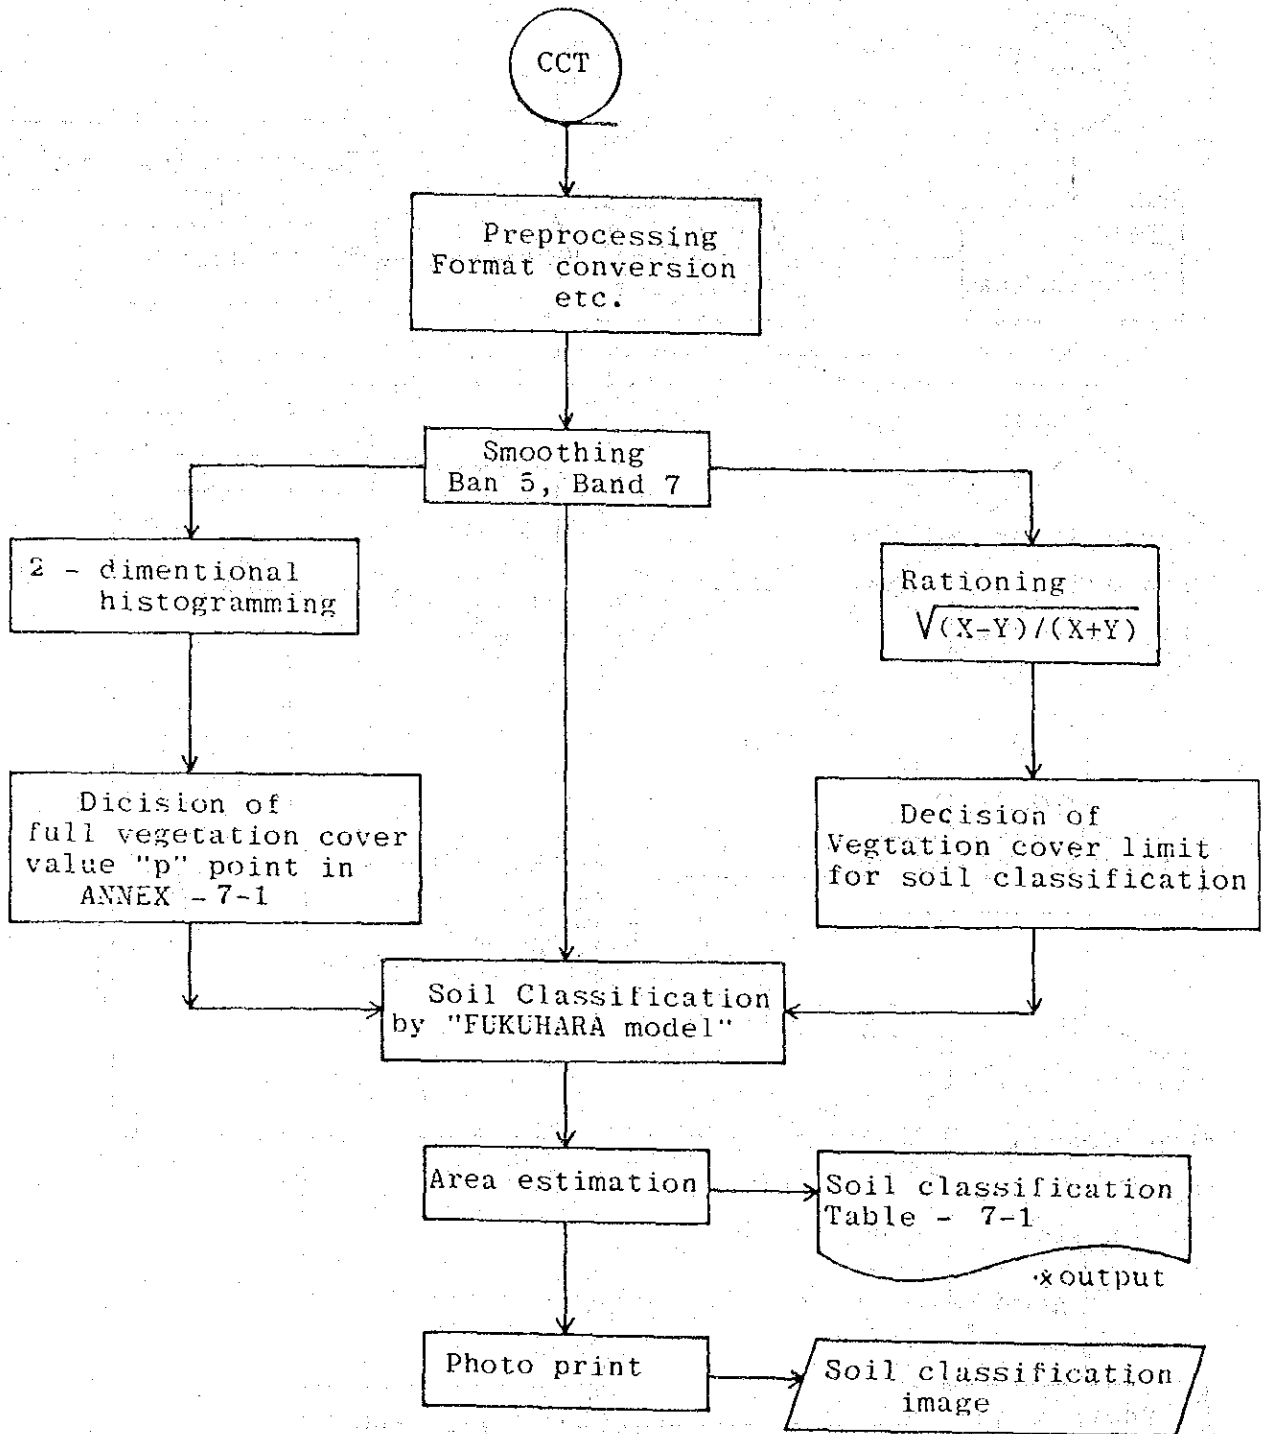 CCT
Preprocessing
Format conversion
etc.
Smoothing
Ban 5, Band 7
2 - dimentional
histogramming
Rationing
√(X-Y)/(X+Y)
Dicision of
full vegetation cover
value "p" point in
ANNEX - 7-1
Decision of
Vegtation cover limit
for soil classification
Soil Classification
by "FUKUHARA model"
Area estimation
Soil classification
Table - 7-1
※output
Photo print
Soil classification
image